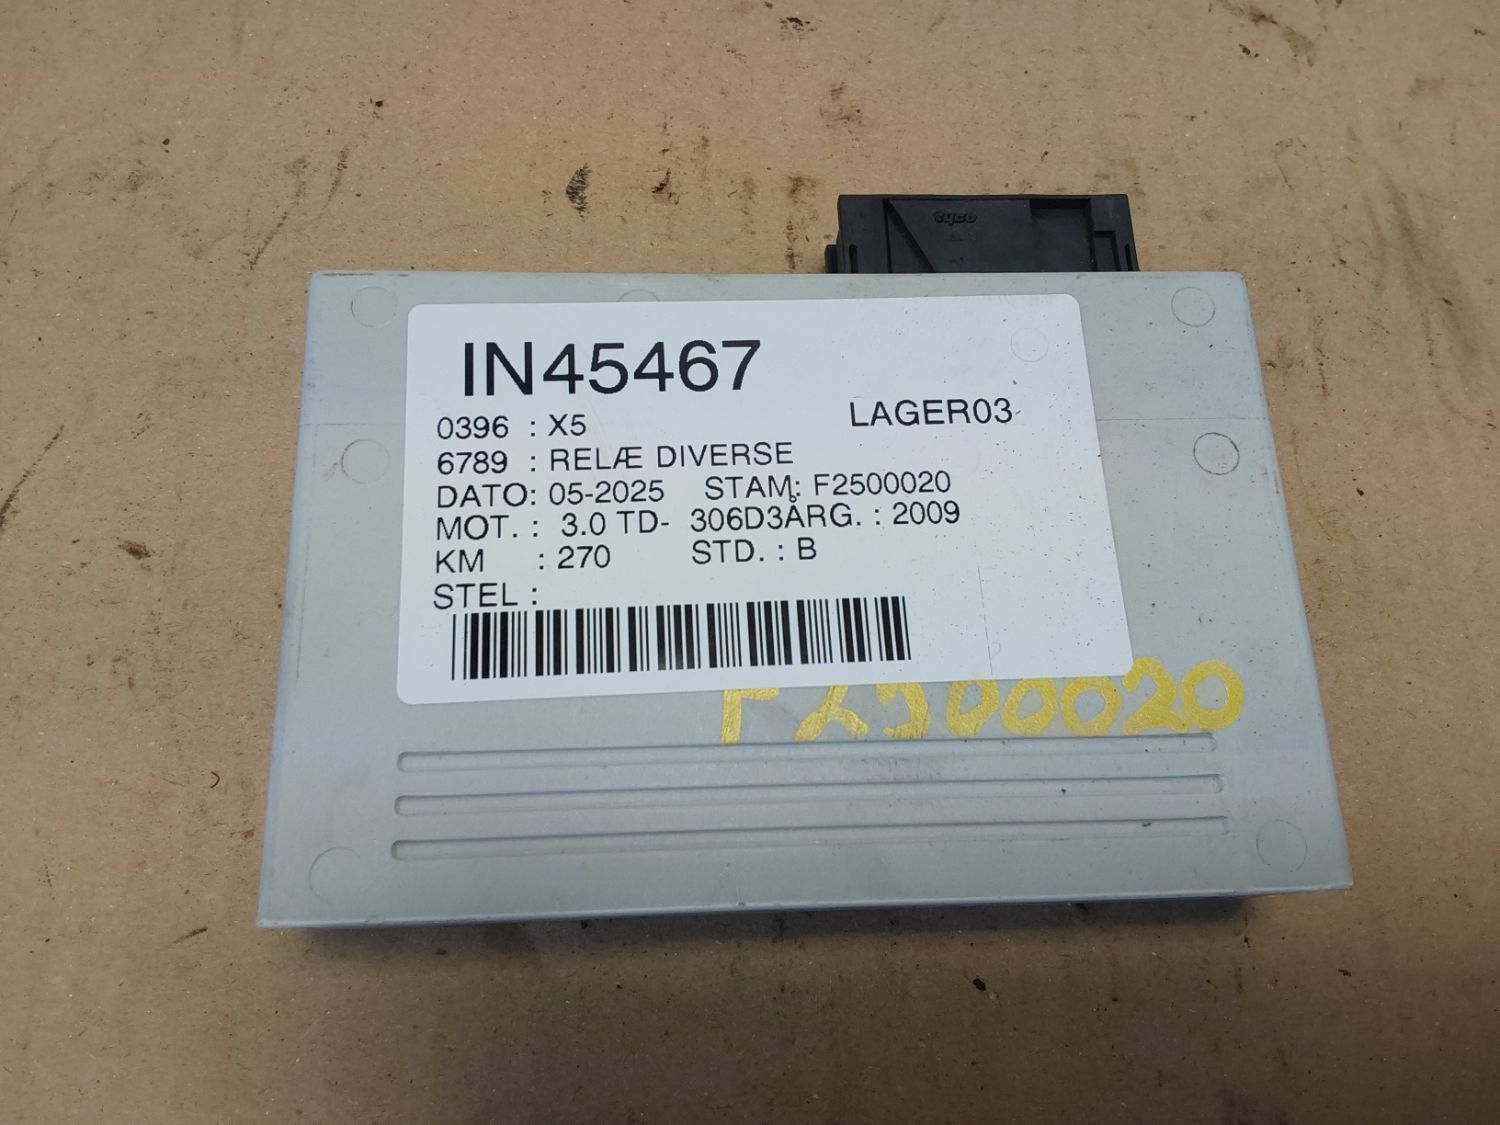 tyco
IN45467
0396 : X5 LAGER03
6789 : RELÆ DIVERSE
DATO: 05-2025 STAM: F2500020
MOT. : 3.0 TD- 306D3ÅRG. : 2009
KM : 270 STD. : B
STEL :
F2500020